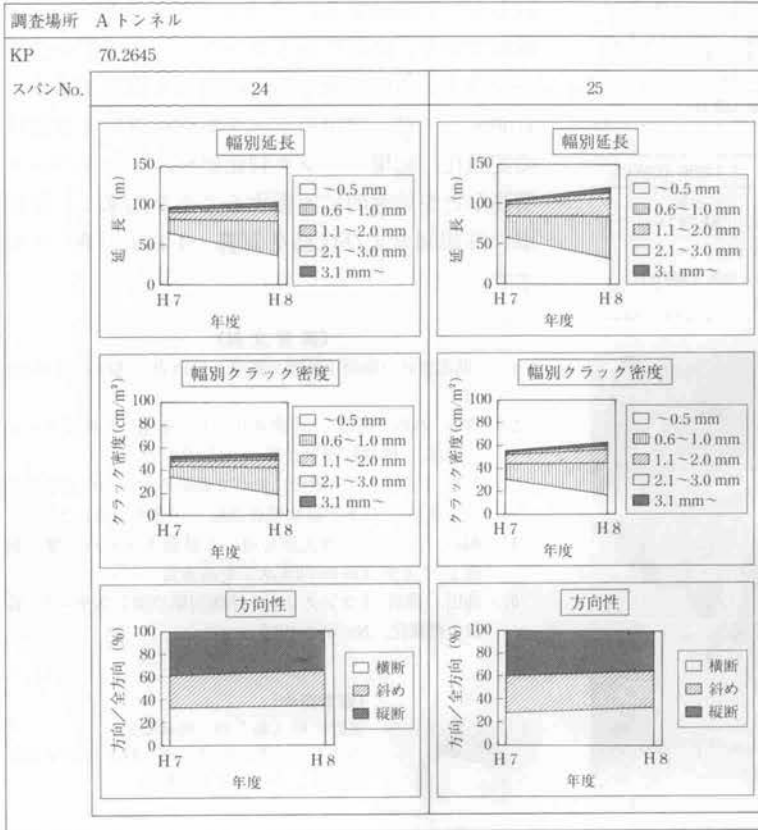 調査場所 Aトンネル
KP 70.2645
スパンNo. 24 25
幅別延長
延長 (m)
150
100
50
0
H7 H8
年度
~0.5 mm
0.6~1.0 mm
1.1~2.0 mm
2.1~3.0 mm
3.1 mm~
幅別延長
延長 (m)
150
100
50
0
H7 H8
年度
~0.5 mm
0.6~1.0 mm
1.1~2.0 mm
2.1~3.0 mm
3.1 mm~
幅別クラック密度
クラック密度(cm/m²)
100
80
60
40
20
0
H7 H8
年度
~0.5 mm
0.6~1.0 mm
1.1~2.0 mm
2.1~3.0 mm
3.1 mm~
幅別クラック密度
クラック密度(cm/m²)
100
80
60
40
20
0
H7 H8
年度
~0.5 mm
0.6~1.0 mm
1.1~2.0 mm
2.1~3.0 mm
3.1 mm~
方向性
方向/全方向 (%)
100
80
60
40
20
0
H7 H8
年度
横断
斜め
縦断
方向性
方向/全方向 (%)
100
80
60
40
20
0
H7 H8
年度
横断
斜め
縦断